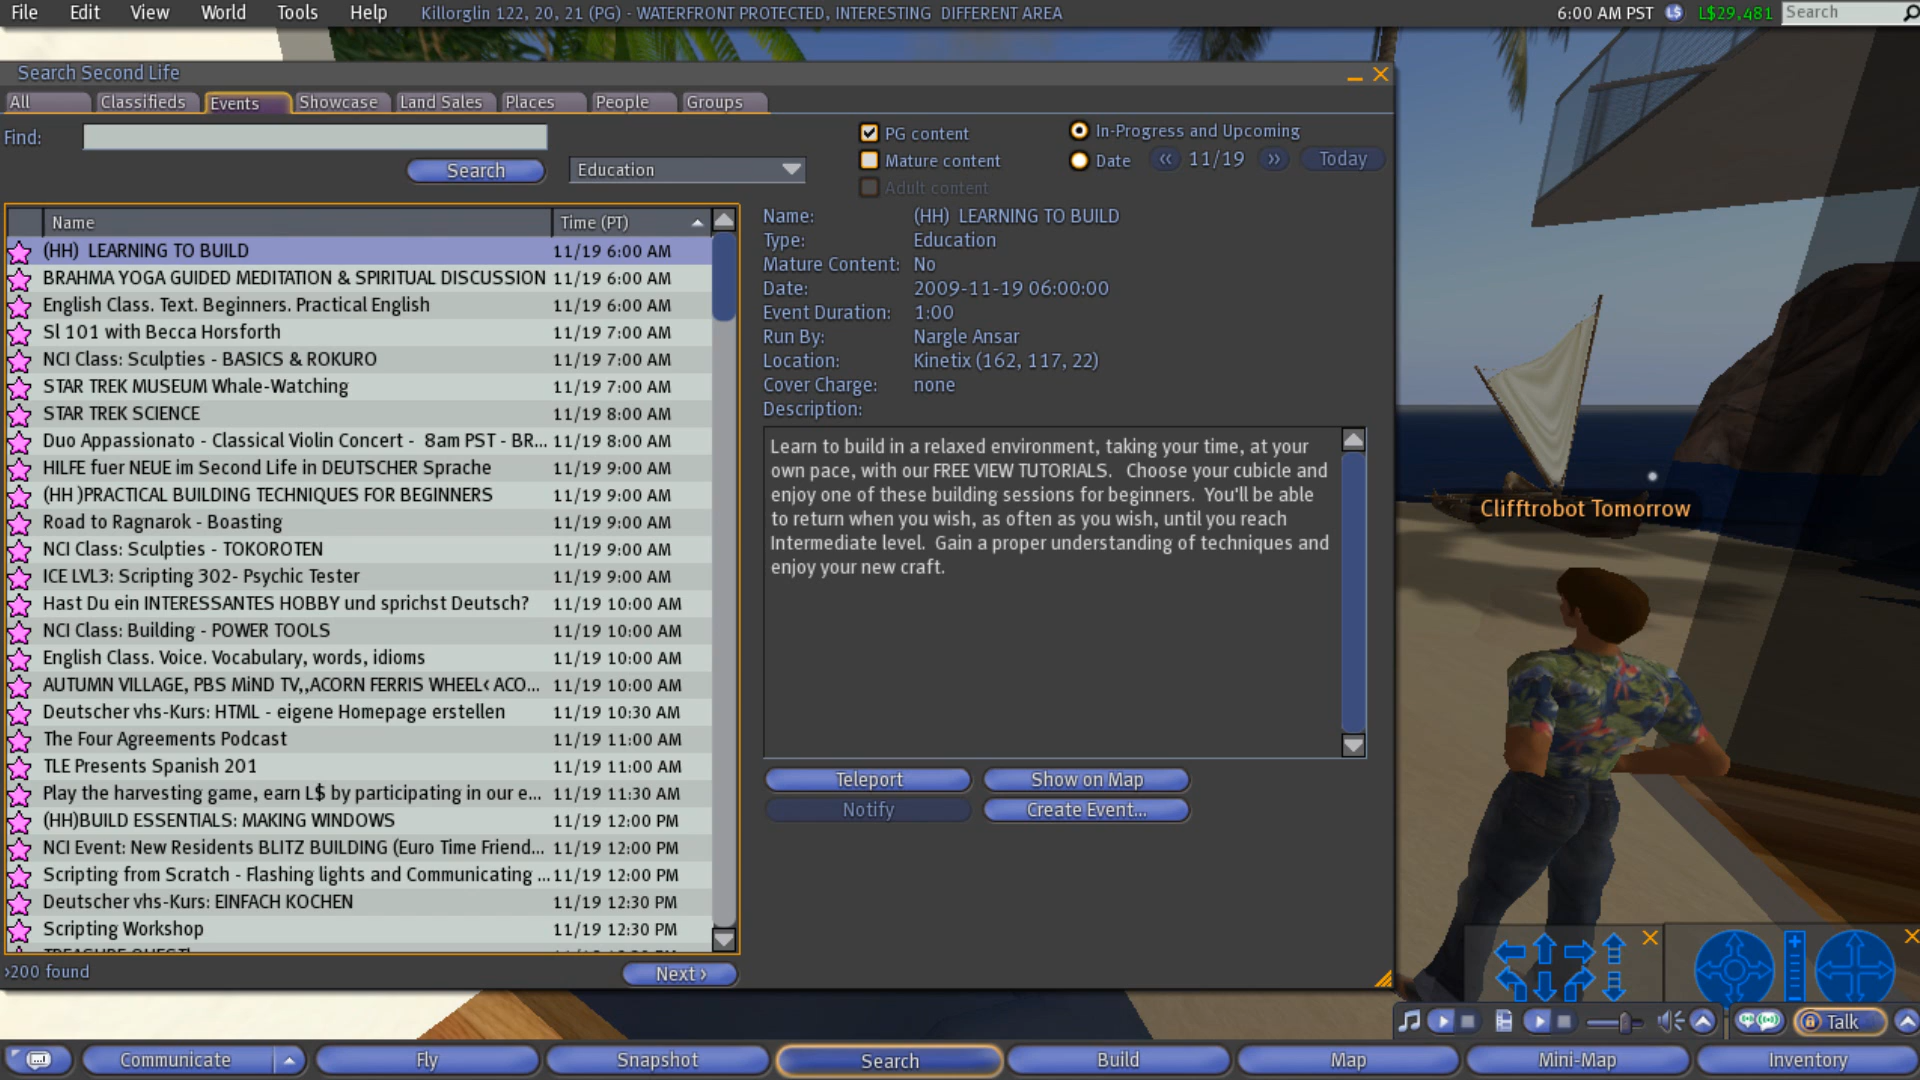 File Edit View World Tools Help Killorglin 122, 20, 21 (PG) - WATERFRONT PROTECTED, INTERESTING DIFFERENT AREA 6:00 AM PST L$ L$29,481 Search
Search Second Life
All Classifieds Events Showcase Land Sales Places People Groups
Find:
Search Education
PG content
Mature content
Adult content
In-Progress and Upcoming
Date « 11/19 » Today
Name Time (PT)
(HH) LEARNING TO BUILD 11/19 6:00 AM
BRAHMA YOGA GUIDED MEDITATION & SPIRITUAL DISCUSSION 11/19 6:00 AM
English Class. Text. Beginners. Practical English 11/19 6:00 AM
Sl 101 with Becca Horsforth 11/19 7:00 AM
NCI Class: Sculpties - BASICS & ROKURO 11/19 7:00 AM
STAR TREK MUSEUM Whale-Watching 11/19 7:00 AM
STAR TREK SCIENCE 11/19 8:00 AM
Duo Appassionato - Classical Violin Concert - 8am PST - BR... 11/19 8:00 AM
HILFE fuer NEUE im Second Life in DEUTSCHER Sprache 11/19 9:00 AM
(HH )PRACTICAL BUILDING TECHNIQUES FOR BEGINNERS 11/19 9:00 AM
Road to Ragnarok - Boasting 11/19 9:00 AM
NCI Class: Sculpties - TOKOROTEN 11/19 9:00 AM
ICE LVL3: Scripting 302- Psychic Tester 11/19 9:00 AM
Hast Du ein INTERESSANTES HOBBY und sprichst Deutsch? 11/19 10:00 AM
NCI Class: Building - POWER TOOLS 11/19 10:00 AM
English Class. Voice. Vocabulary, words, idioms 11/19 10:00 AM
AUTUMN VILLAGE, PBS MiND TV,,ACORN FERRIS WHEEL< ACO... 11/19 10:00 AM
Deutscher vhs-Kurs: HTML - eigene Homepage erstellen 11/19 10:30 AM
The Four Agreements Podcast 11/19 11:00 AM
TLE Presents Spanish 201 11/19 11:00 AM
Play the harvesting game, earn L$ by participating in our e... 11/19 11:30 AM
(HH)BUILD ESSENTIALS: MAKING WINDOWS 11/19 12:00 PM
NCI Event: New Residents BLITZ BUILDING (Euro Time Friend... 11/19 12:00 PM
Scripting from Scratch - Flashing lights and Communicating ... 11/19 12:00 PM
Deutscher vhs-Kurs: EINFACH KOCHEN 11/19 12:30 PM
Scripting Workshop 11/19 12:30 PM
>200 found Next >
Name: (HH) LEARNING TO BUILD
Type: Education
Mature Content: No
Date: 2009-11-19 06:00:00
Event Duration: 1:00
Run By: Nargle Ansar
Location: Kinetix (162, 117, 22)
Cover Charge: none
Description:
Learn to build in a relaxed environment, taking your time, at your
own pace, with our FREE VIEW TUTORIALS. Choose your cubicle and
enjoy one of these building sessions for beginners. You'll be able
to return when you wish, as often as you wish, until you reach
Intermediate level. Gain a proper understanding of techniques and
enjoy your new craft.
Teleport Show on Map
Notify Create Event...
Clifftrobot Tomorrow
Talk
Communicate Fly Snapshot Search Build Map Mini-Map Inventory